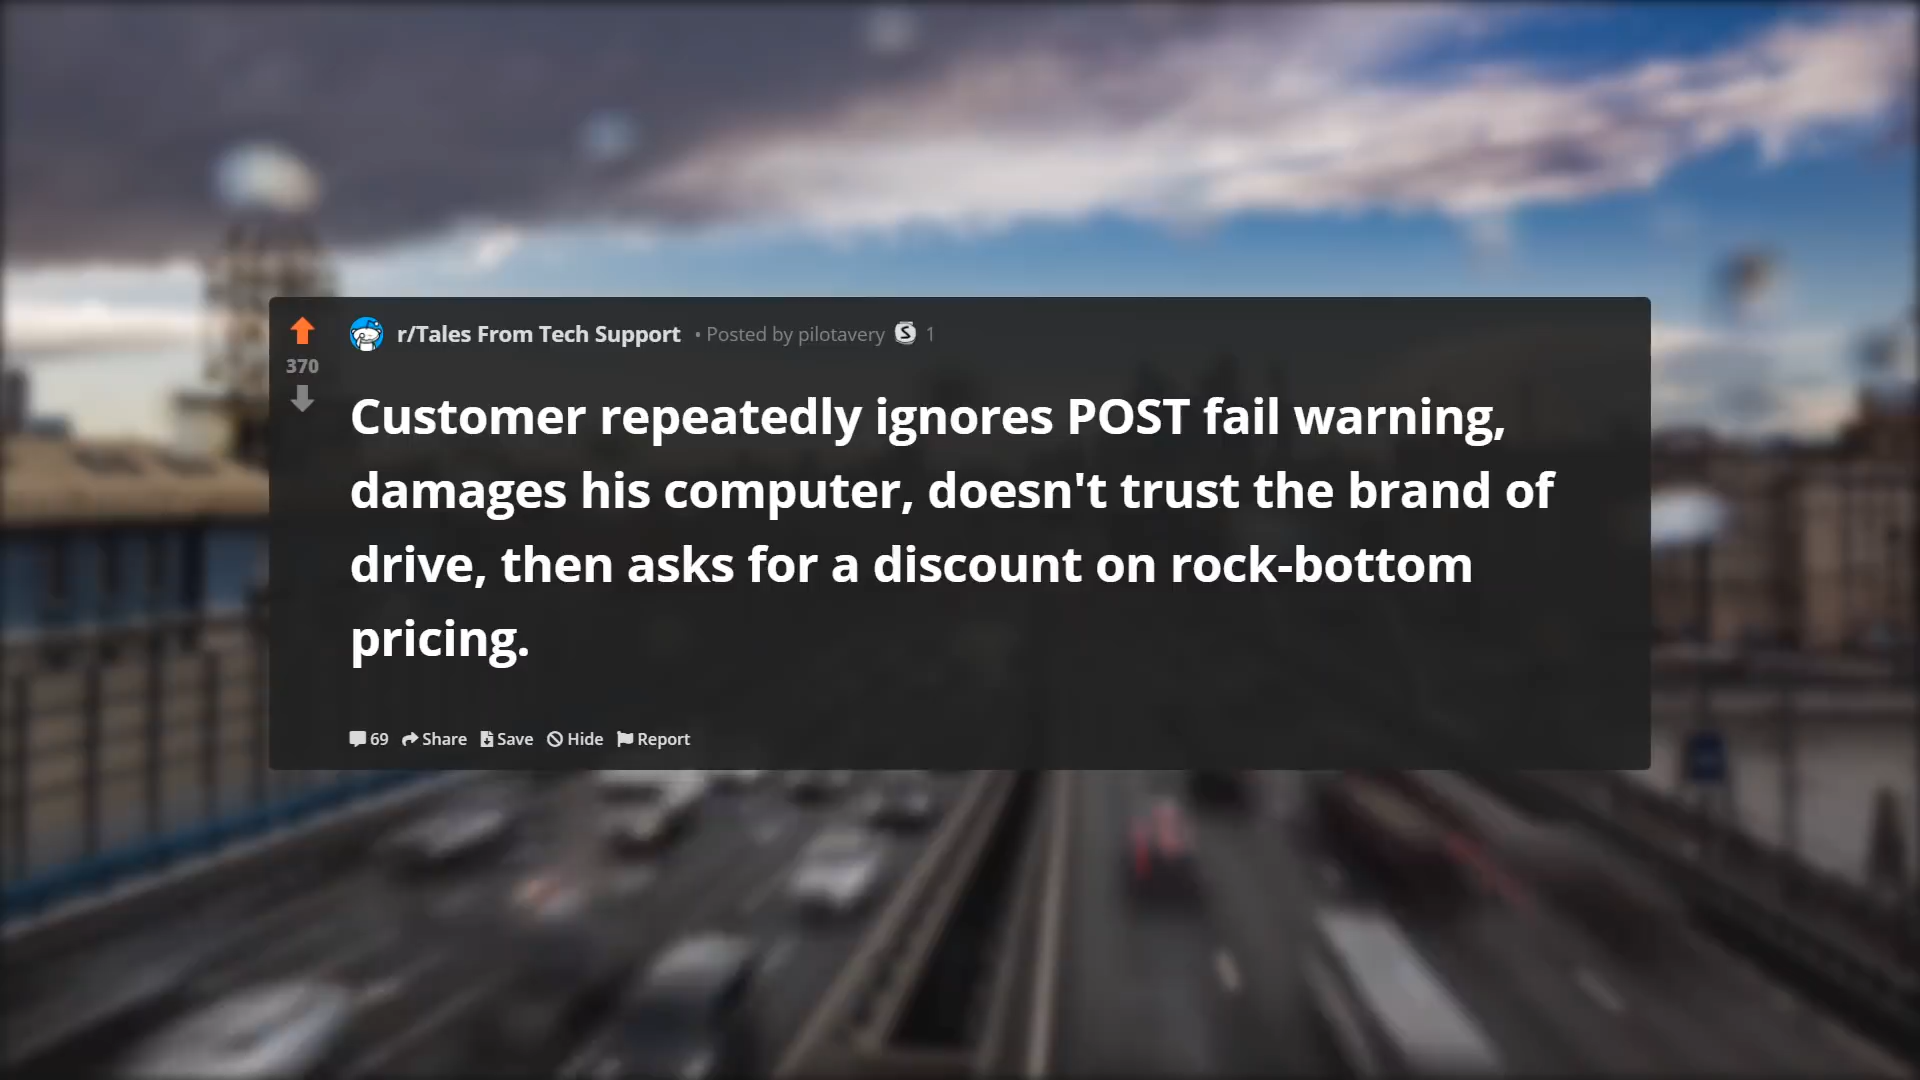 r/Tales From Tech Support • Posted by pilotavery S 1
370
Customer repeatedly ignores POST fail warning,
damages his computer, doesn't trust the brand of
drive, then asks for a discount on rock-bottom
pricing.
69 Share Save Hide Report